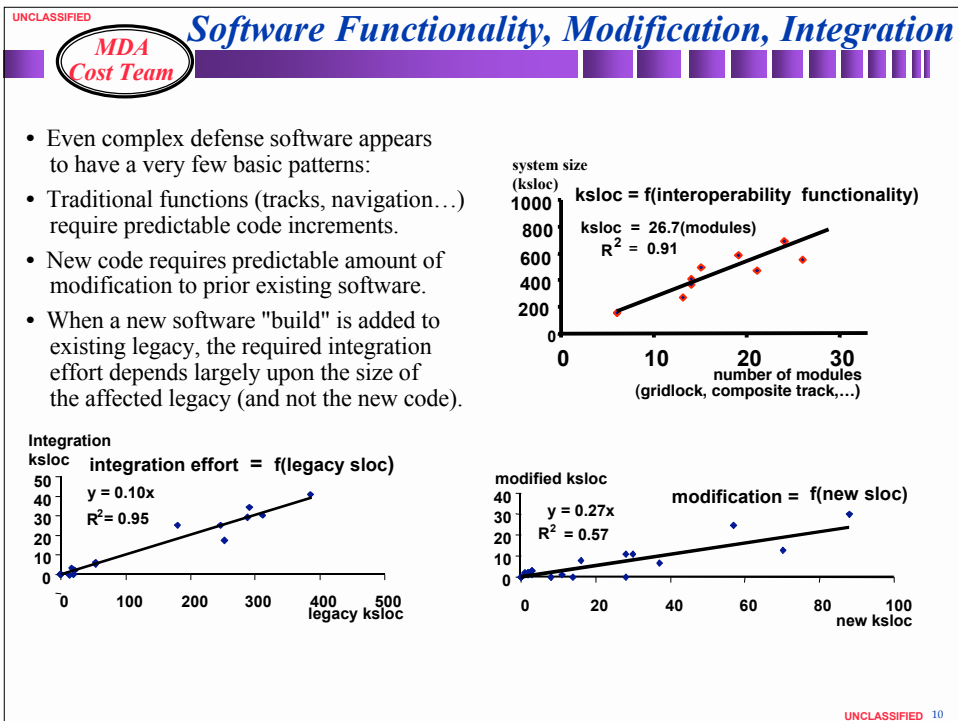 UNCLASSIFIED
Software Functionality, Modification, Integration
MDA
Cost Team
• Even complex defense software appears
to have a very few basic patterns:
• Traditional functions (tracks, navigation…)
require predictable code increments.
• New code requires predictable amount of
modification to prior existing software.
• When a new software "build" is added to
existing legacy, the required integration
effort depends largely upon the size of
the affected legacy (and not the new code).
system size
(ksloc)
ksloc = f(interoperability functionality)
ksloc = 26.7(modules)
R2 = 0.91
1000
800
600
400
200
0
0 10 20 30
number of modules
(gridlock, composite track,…)
Integration
ksloc
integration effort = f(legacy sloc)
y = 0.10x
R2= 0.95
50
40
30
20
10
0
0 100 200 300 400 500
legacy ksloc
modified ksloc
modification = f(new sloc)
y = 0.27x
R2 = 0.57
40
30
20
10
0
0 20 40 60 80 100
new ksloc
UNCLASSIFIED 10